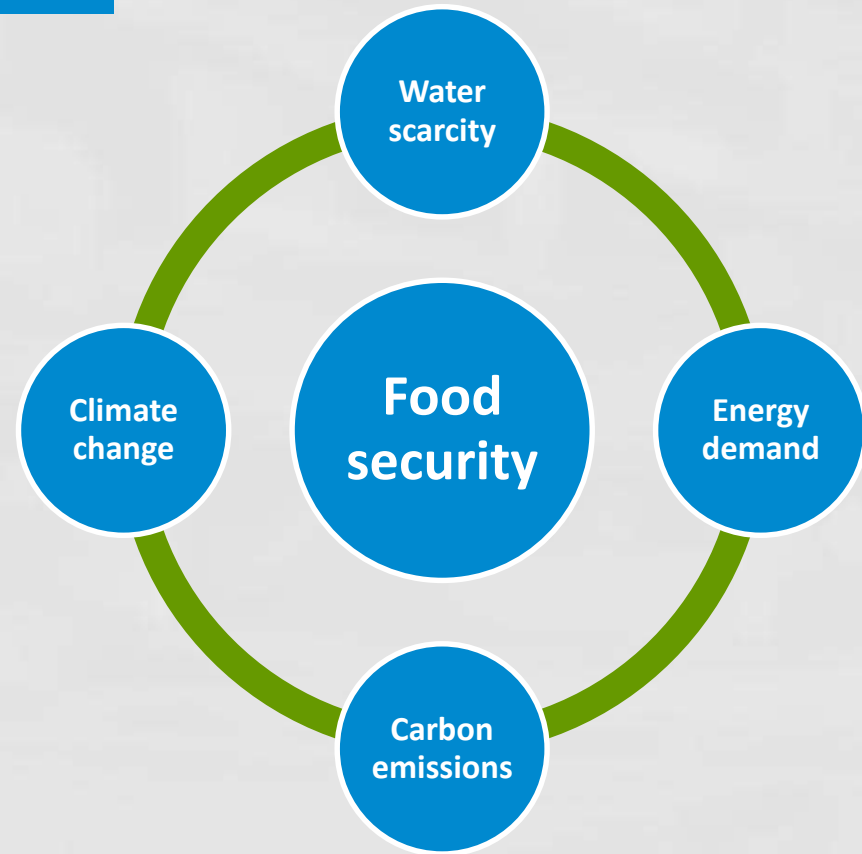 Water
scarcity
Climate
change
Food
security
Energy
demand
Carbon
emissions